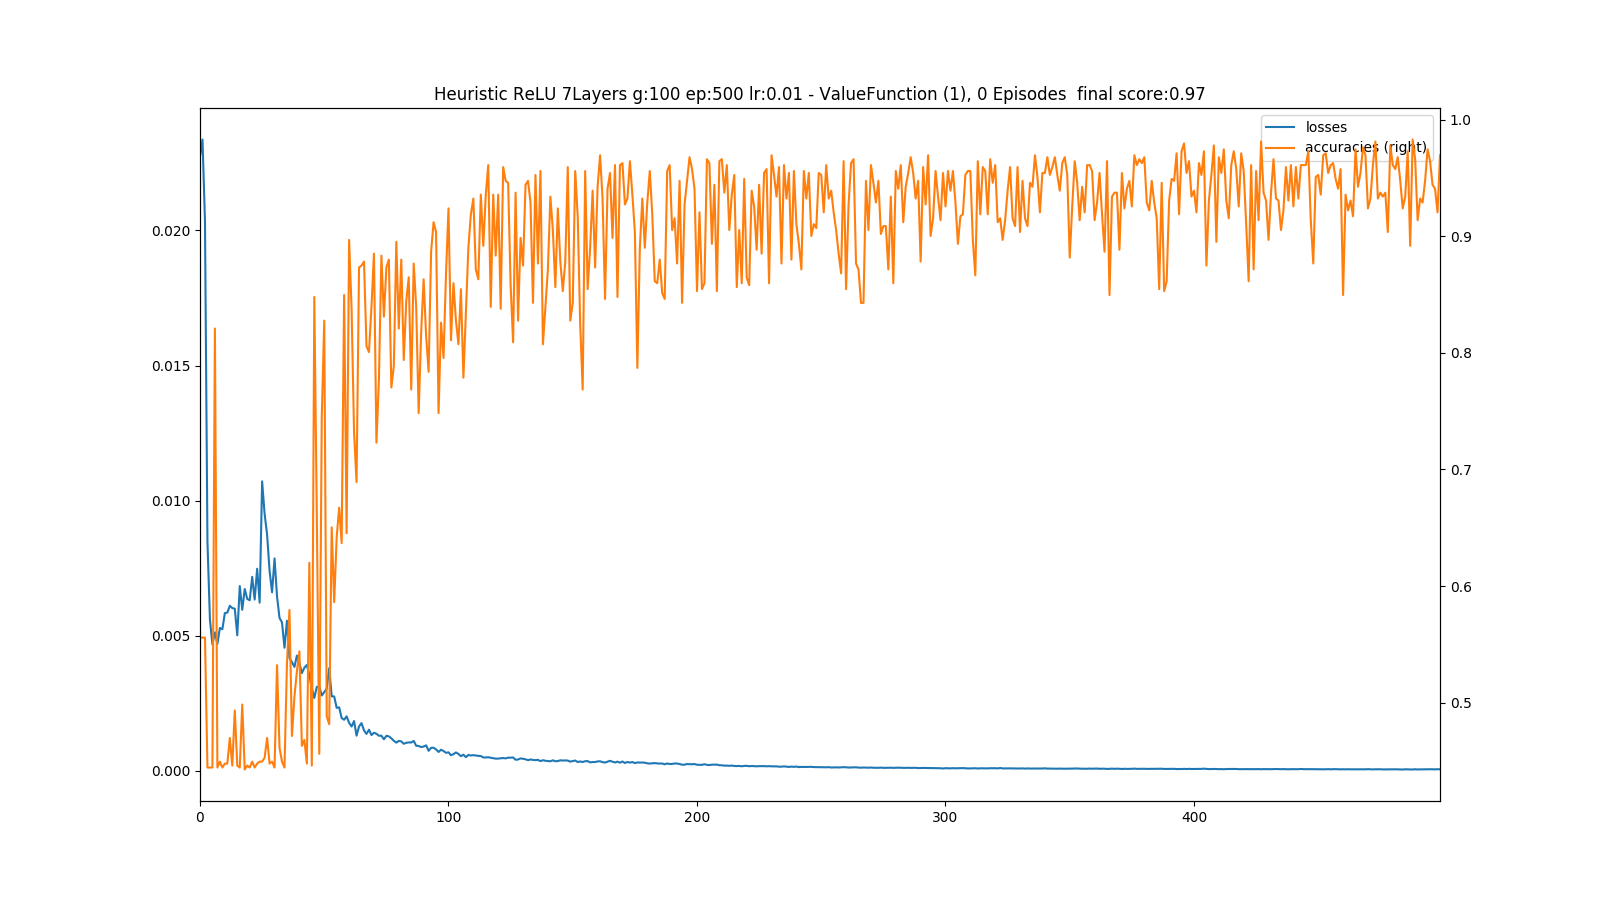 Heuristic ReLU 7Layers g:100 ep:500 lr:0.01 - ValueFunction (1), 0 Episodes  final score:0.97
losses
accuracies (right)
1.0
0.9
0.8
0.7
0.6
0.5
0.020
0.015
0.010
0.005
0.000
0 100 200 300 400